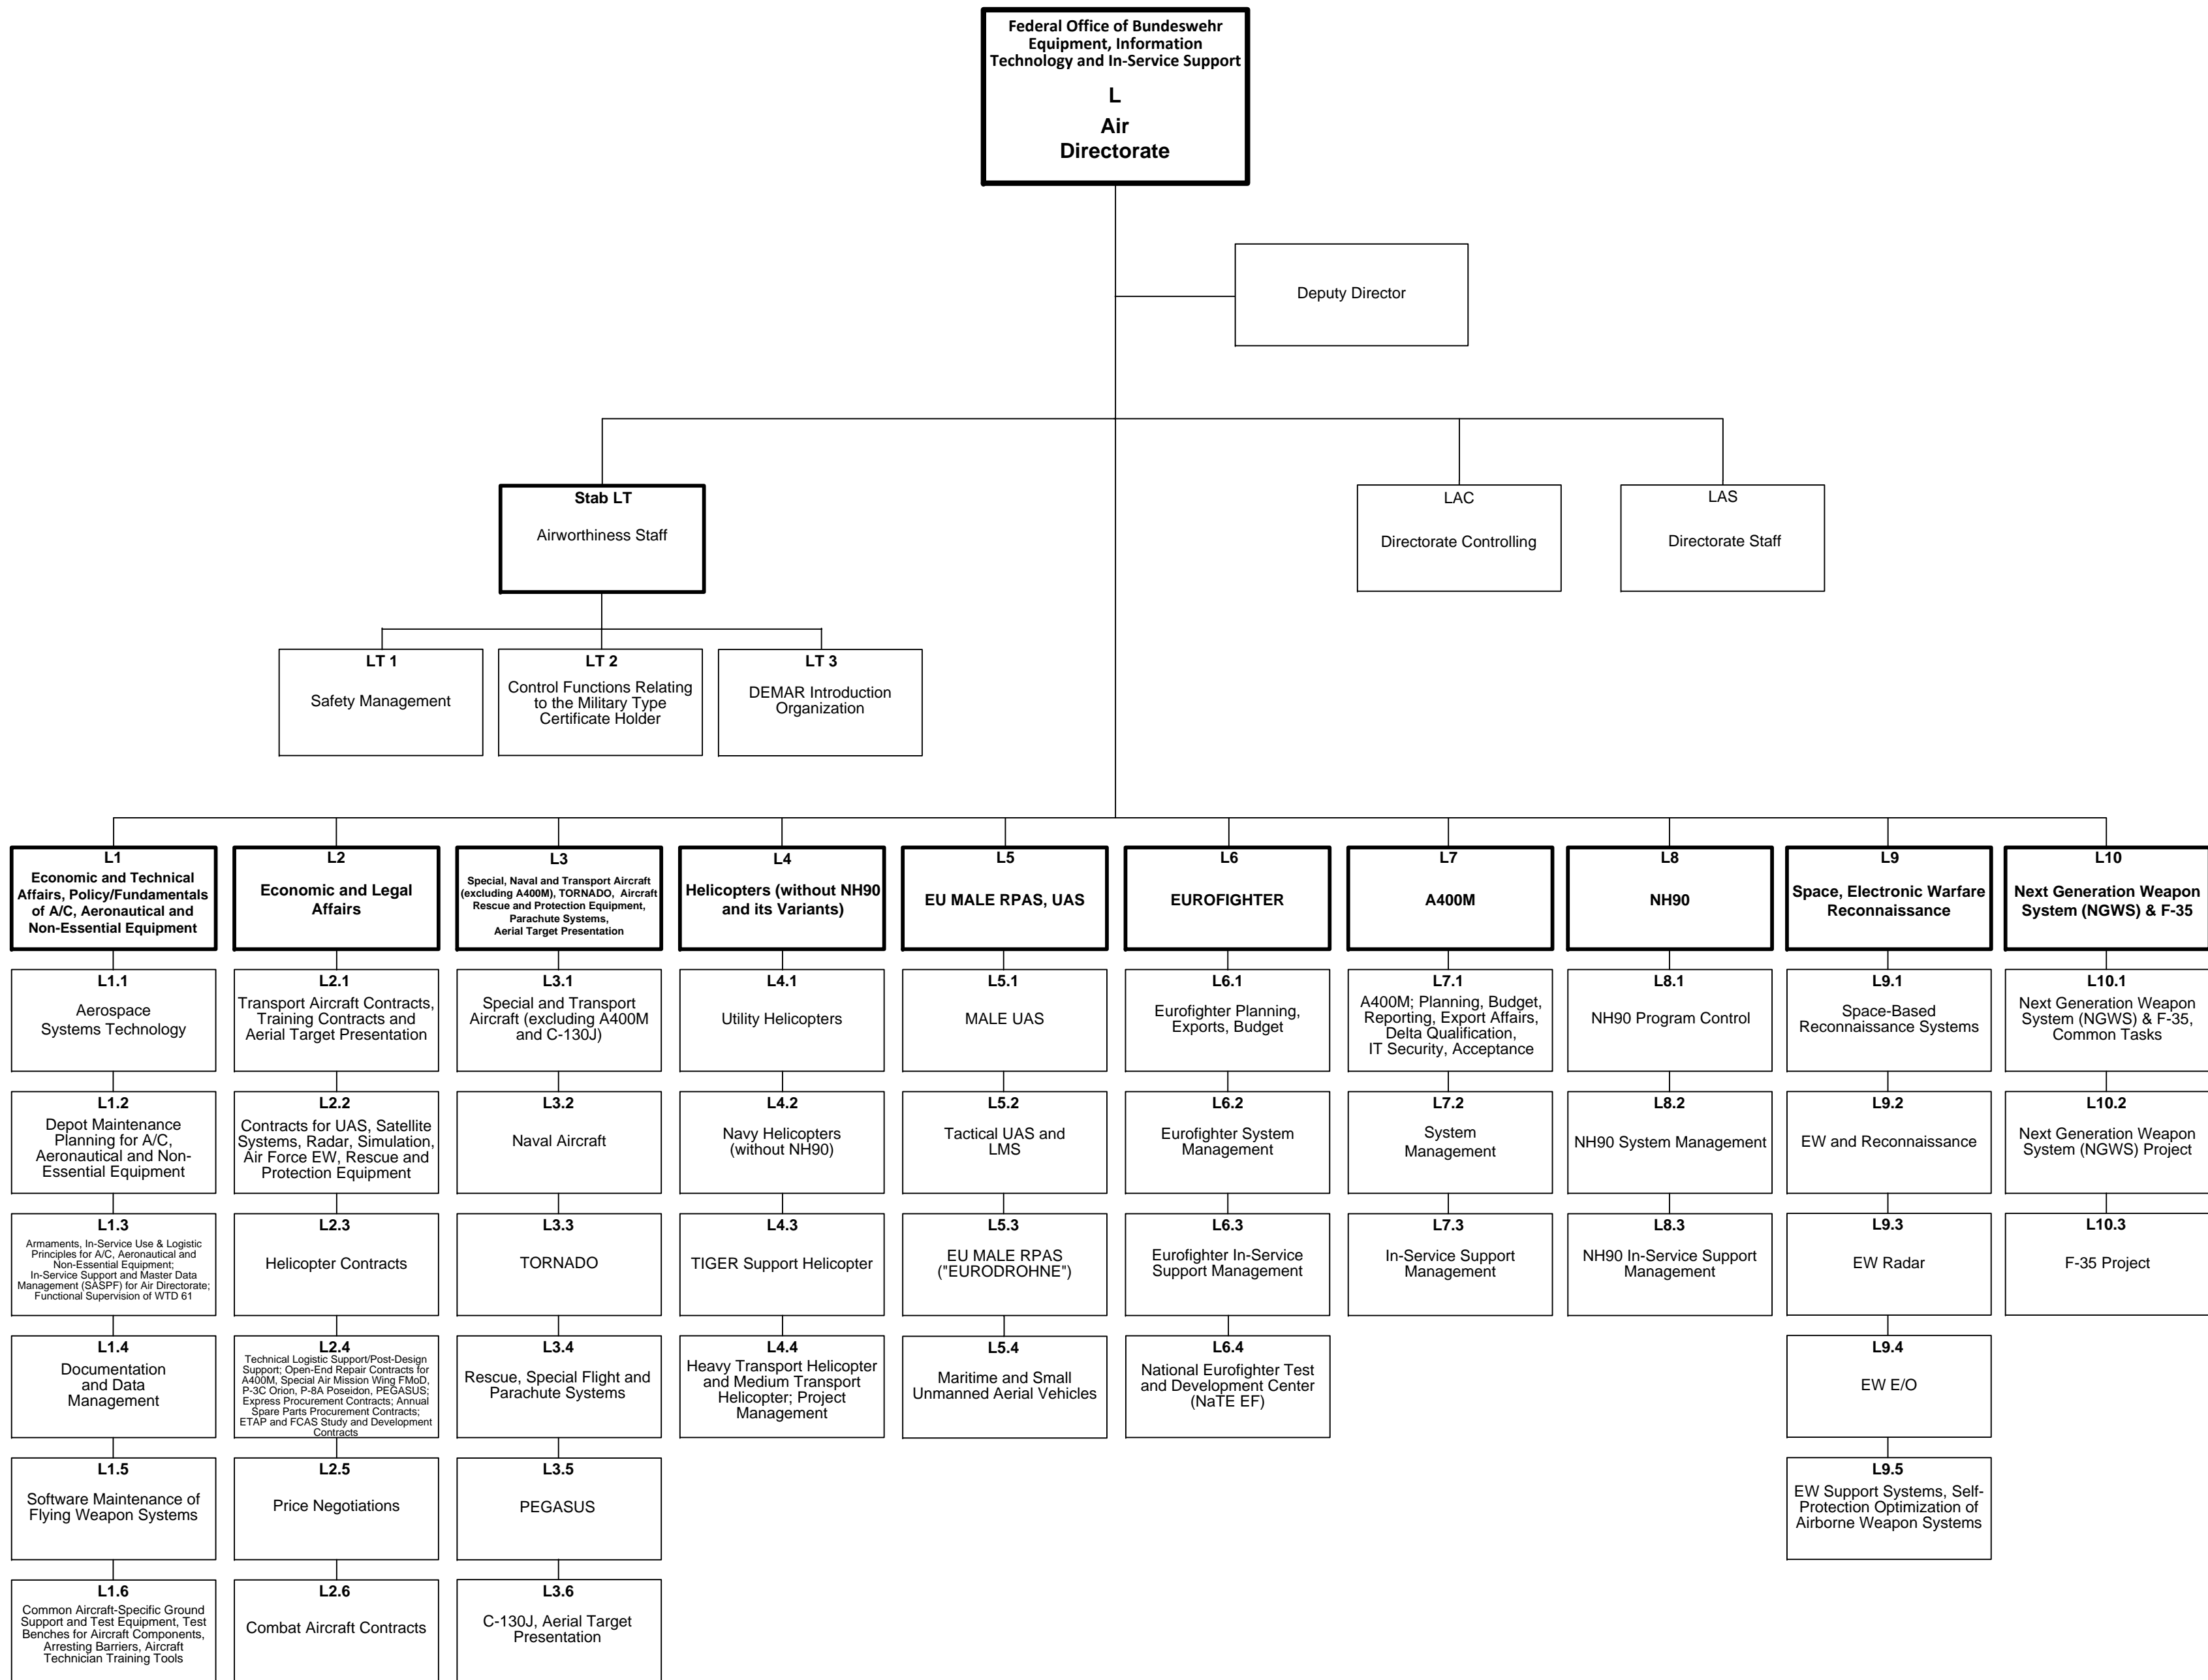 Federal Office of Bundeswehr
Equipment, Information
Technology and In-Service Support
L
Air
Directorate
Deputy Director
Stab LT
Airworthiness Staff
LAC
Directorate Controlling
LAS
Directorate Staff
LT 1
Safety Management
LT 2
Control Functions Relating
to the Military Type
Certificate Holder
LT 3
DEMAR Introduction
Organization
L1
Economic and Technical
Affairs, Policy/Fundamentals
of A/C, Aeronautical and
Non-Essential Equipment
L2
Economic and Legal
Affairs
L3
Special, Naval and Transport Aircraft
(excluding A400M), TORNADO, Aircraft
Rescue and Protection Equipment,
Parachute Systems,
Aerial Target Presentation
L4
Helicopters (without NH90
and its Variants)
L5
EU MALE RPAS, UAS
L6
EUROFIGHTER
L7
A400M
L8
NH90
L9
Space, Electronic Warfare
Reconnaissance
L10
Next Generation Weapon
System (NGWS) & F-35
L1.1
Aerospace
Systems Technology
L2.1
Transport Aircraft Contracts,
Training Contracts and
Aerial Target Presentation
L3.1
Special and Transport
Aircraft (excluding A400M
and C-130J)
L4.1
Utility Helicopters
L5.1
MALE UAS
L6.1
Eurofighter Planning,
Exports, Budget
L7.1
A400M; Planning, Budget,
Reporting, Export Affairs,
Delta Qualification,
IT Security, Acceptance
L8.1
NH90 Program Control
L9.1
Space-Based
Reconnaissance Systems
L10.1
Next Generation Weapon
System (NGWS) & F-35,
Common Tasks
L1.2
Depot Maintenance
Planning for A/C,
Aeronautical and Non-
Essential Equipment
L2.2
Contracts for UAS, Satellite
Systems, Radar, Simulation,
Air Force EW, Rescue and
Protection Equipment
L3.2
Naval Aircraft
L4.2
Navy Helicopters
(without NH90)
L5.2
Tactical UAS and
LMS
L6.2
Eurofighter System
Management
L7.2
System
Management
L8.2
NH90 System Management
L9.2
EW and Reconnaissance
L10.2
Next Generation Weapon
System (NGWS) Project
L1.3
Armaments, In-Service Use & Logistic
Principles for A/C, Aeronautical and
Non-Essential Equipment;
In-Service Support and Master Data
Management (SASPF) for Air Directorate;
Functional Supervision of WTD 61
L2.3
Helicopter Contracts
L3.3
TORNADO
L4.3
TIGER Support Helicopter
L5.3
EU MALE RPAS
("EURODROHNE")
L6.3
Eurofighter In-Service
Support Management
L7.3
In-Service Support
Management
L8.3
NH90 In-Service Support
Management
L9.3
EW Radar
L10.3
F-35 Project
L1.4
Documentation
and Data
Management
L2.4
Technical Logistic Support/Post-Design
Support; Open-End Repair Contracts for
A400M, Special Air Mission Wing FMoD,
P-3C Orion, P-8A Poseidon, PEGASUS;
Express Procurement Contracts; Annual
Spare Parts Procurement Contracts;
ETAP and FCAS Study and Development
Contracts
L3.4
Rescue, Special Flight and
Parachute Systems
L4.4
Heavy Transport Helicopter
and Medium Transport
Helicopter; Project
Management
L5.4
Maritime and Small
Unmanned Aerial Vehicles
L6.4
National Eurofighter Test
and Development Center
(NaTE EF)
L9.4
EW E/O
L1.5
Software Maintenance of
Flying Weapon Systems
L2.5
Price Negotiations
L3.5
PEGASUS
L9.5
EW Support Systems, Self-
Protection Optimization of
Airborne Weapon Systems
L1.6
Common Aircraft-Specific Ground
Support and Test Equipment, Test
Benches for Aircraft Components,
Arresting Barriers, Aircraft
Technician Training Tools
L2.6
Combat Aircraft Contracts
L3.6
C-130J, Aerial Target
Presentation